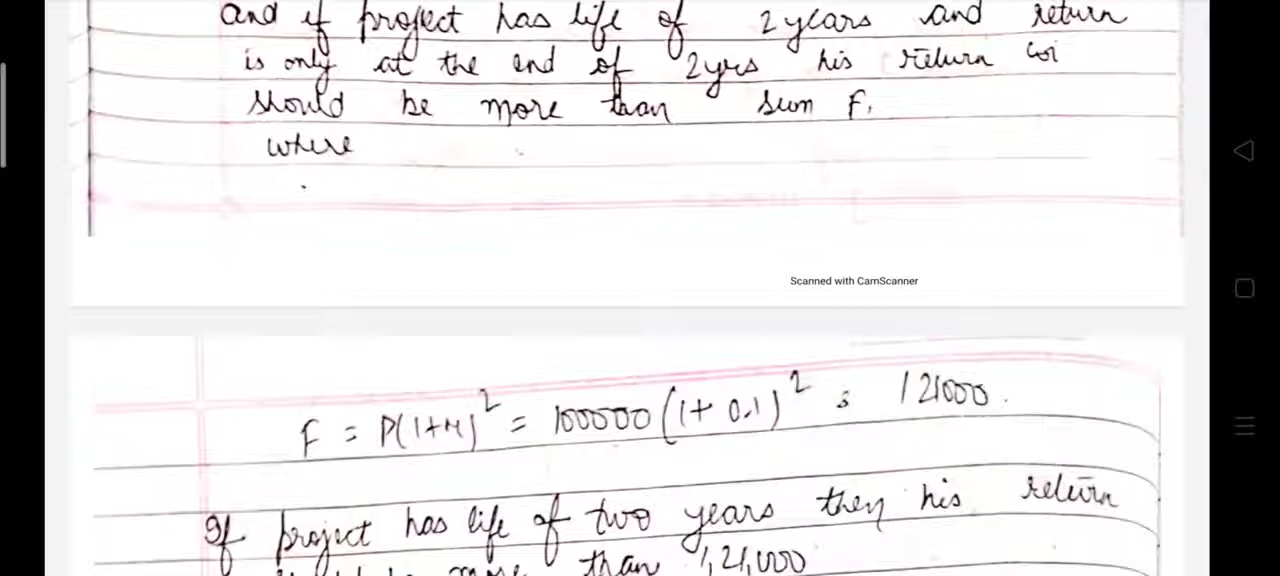 and if project has life of 2 years and return
is only at the end of 2yrs his return wi
should be more than sum F.
where
Scanned with CamScanner
F = P(1+r)² = 100000 (1+ 0.1)² = 121000.
If project has life of two years then his return
more than 1,21,000